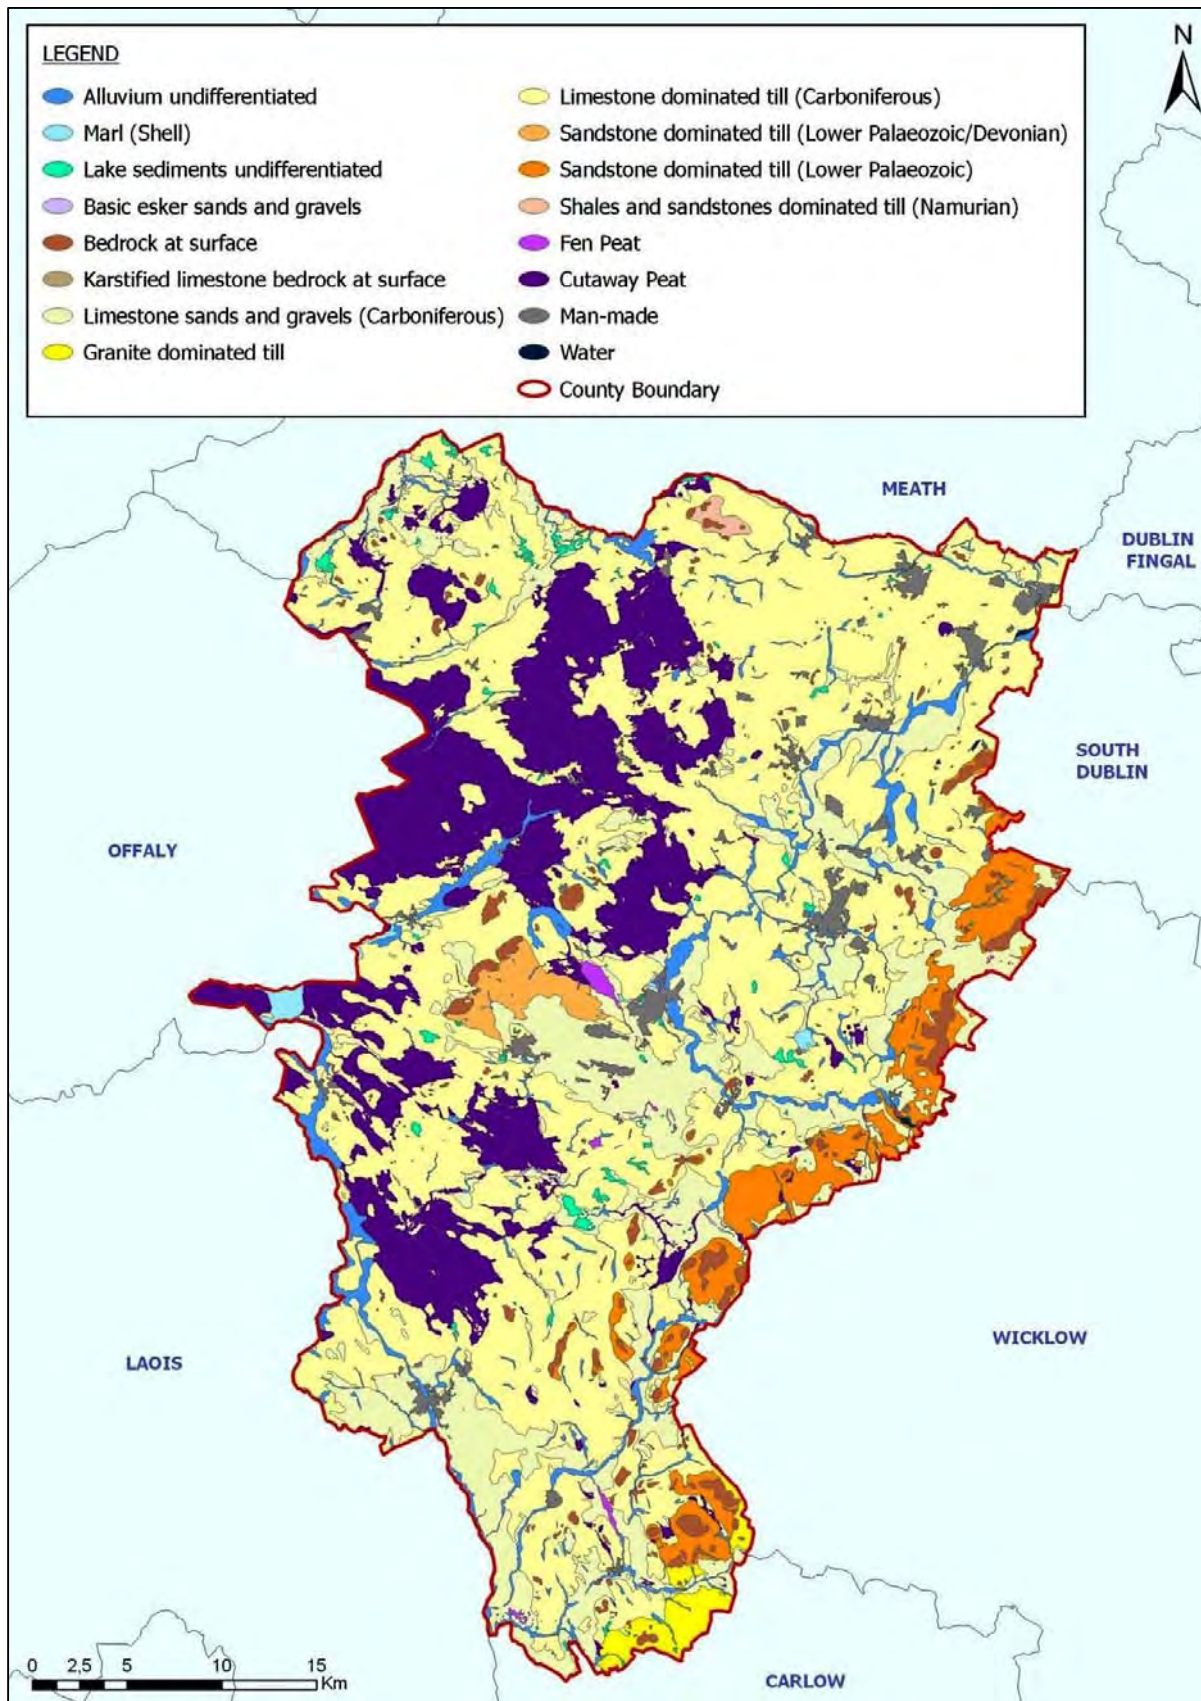 N
LEGEND
Alluvium undifferentiated
Marl (Shell)
Lake sediments undifferentiated
Basic esker sands and gravels
Bedrock at surface
Karstified limestone bedrock at surface
Limestone sands and gravels (Carboniferous)
Granite dominated till
Limestone dominated till (Carboniferous)
Sandstone dominated till (Lower Palaeozoic/Devonian)
Sandstone dominated till (Lower Palaeozoic)
Shales and sandstones dominated till (Namurian)
Fen Peat
Cutaway Peat
Man-made
Water
County Boundary
MEATH
DUBLIN
FINGAL
SOUTH
DUBLIN
OFFALY
WICKLOW
LAOIS
CARLOW
0 2,5 5 10 15
Km